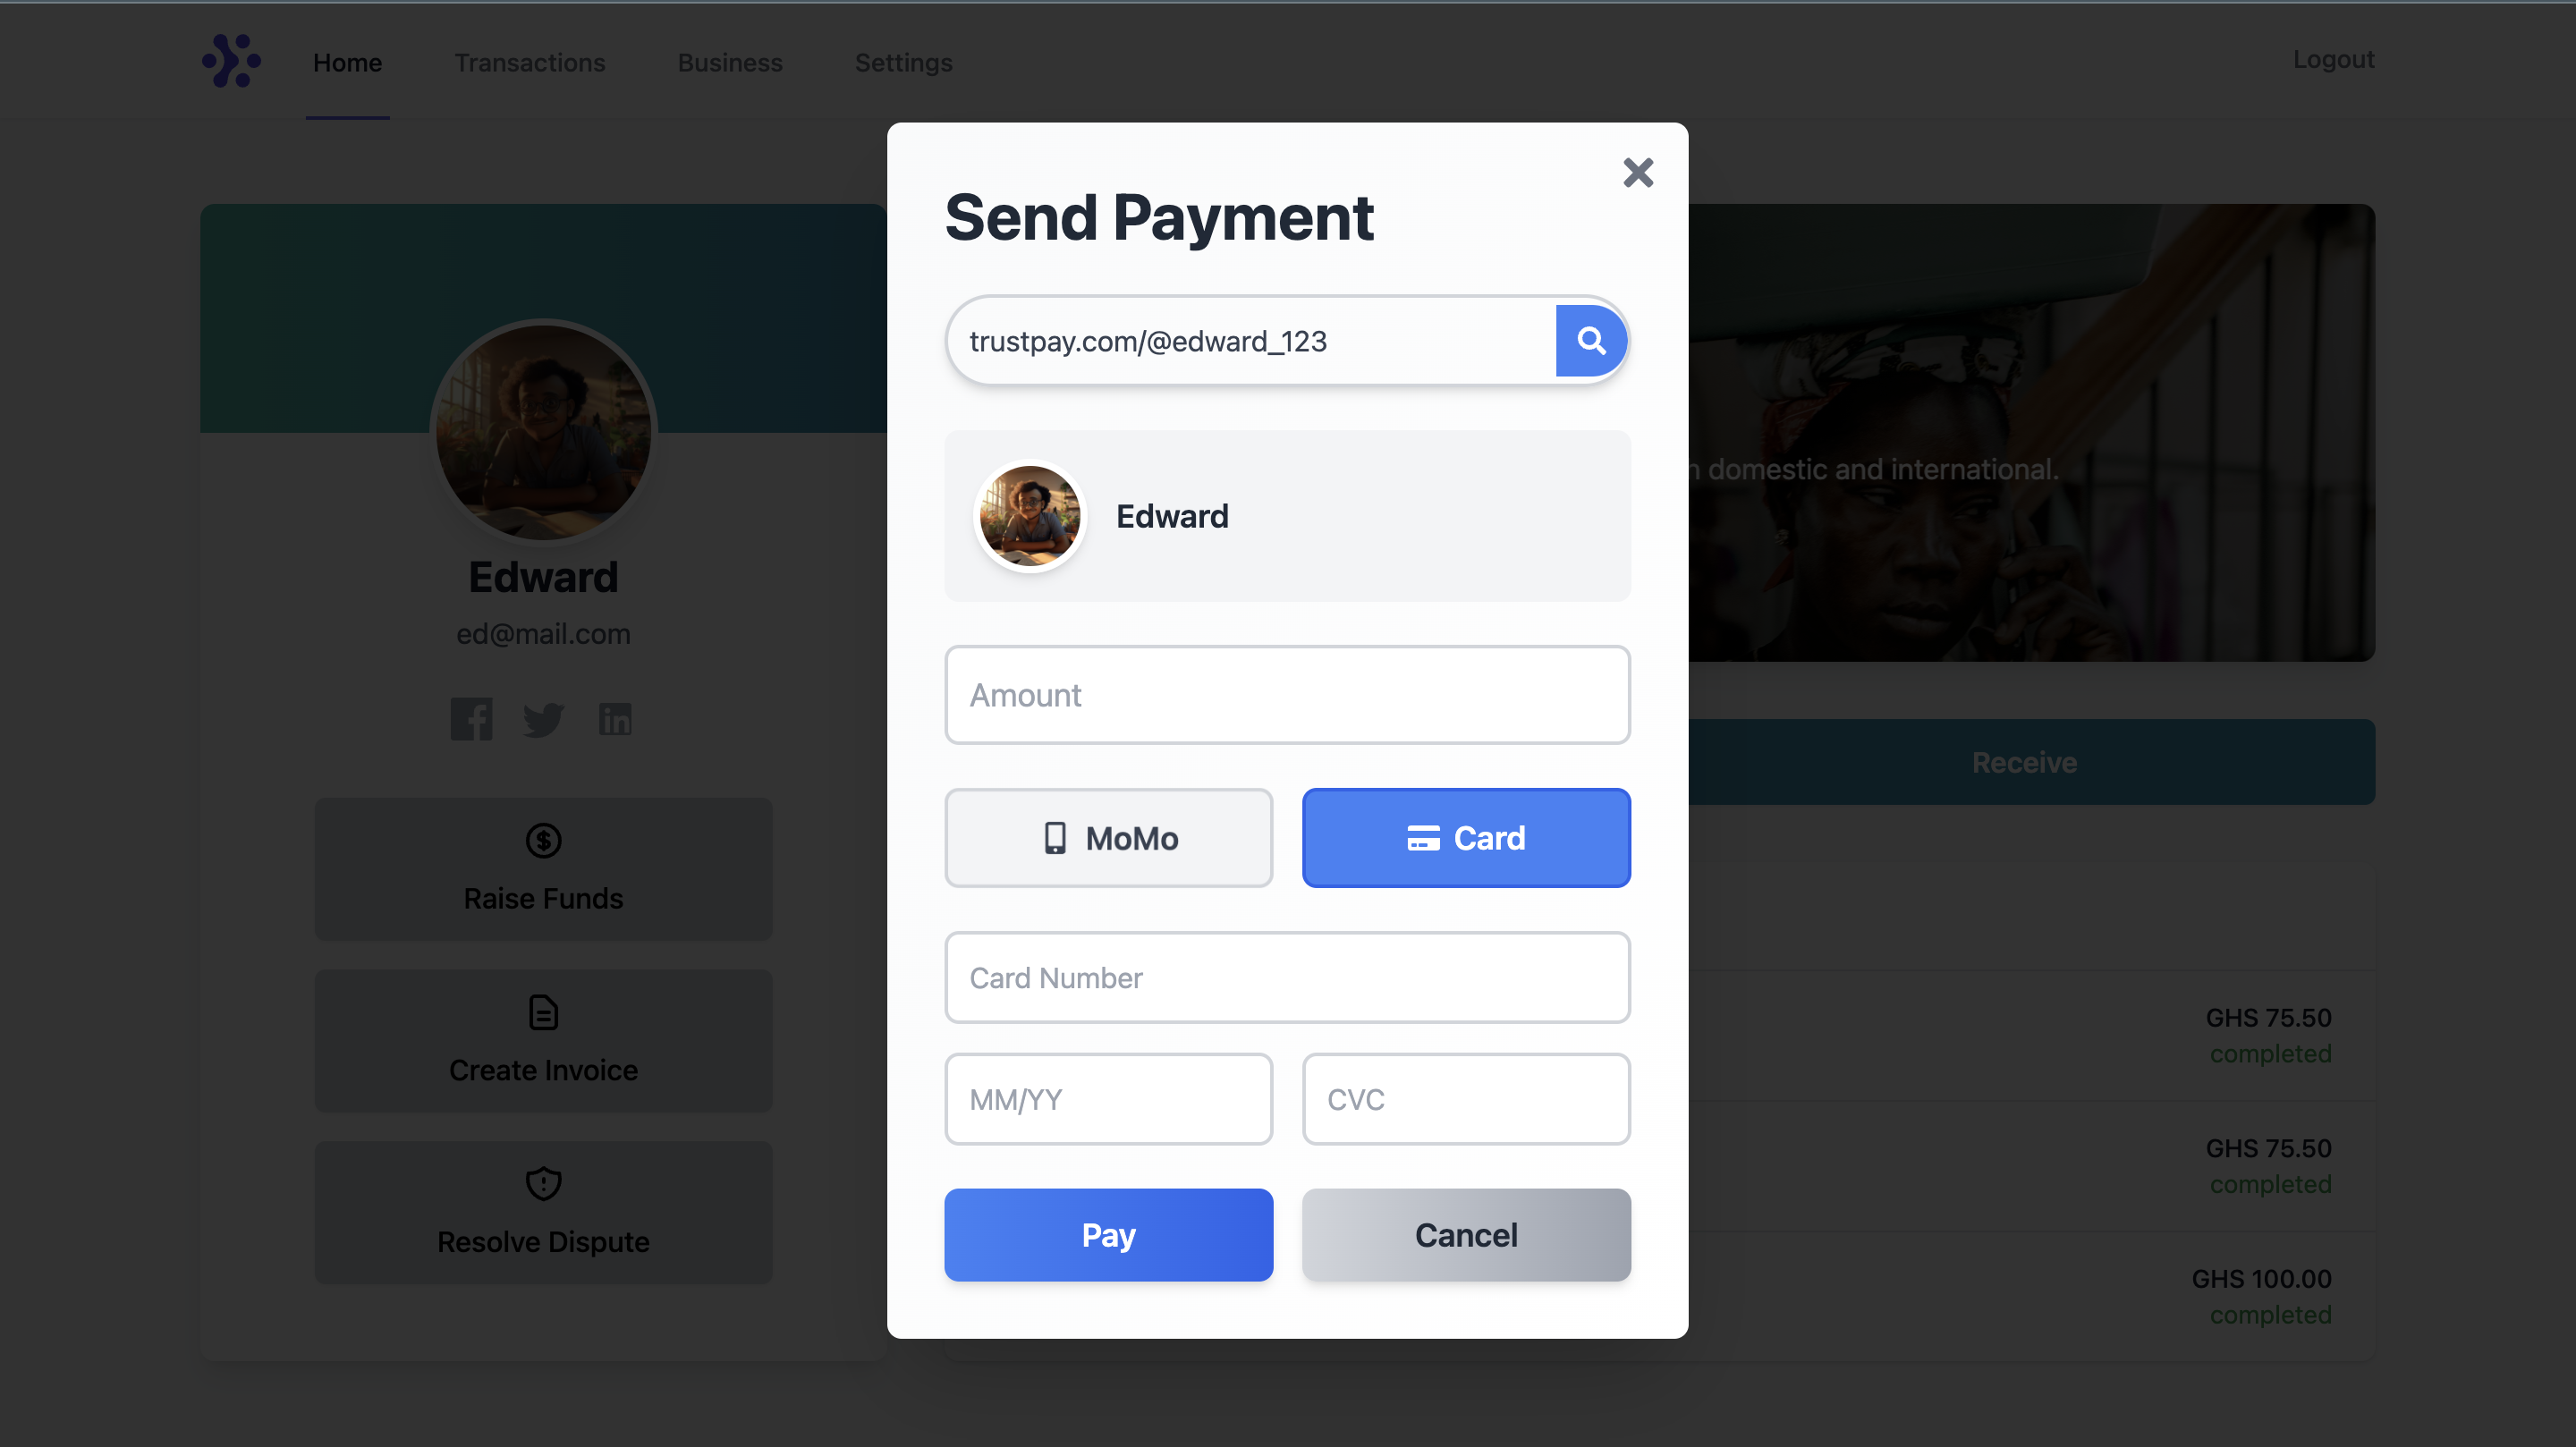 Home
Transactions
Business
Settings
Logout
Edward
ed@mail.com
Raise Funds
Create Invoice
Resolve Dispute
Send Payment
trustpay.com/@edward_123
Edward
Amount
MoMo
Card
Card Number
MM/YY
CVC
Pay
Cancel
domestic and international.
Receive
GHS 75.50
completed
GHS 75.50
completed
GHS 100.00
completed